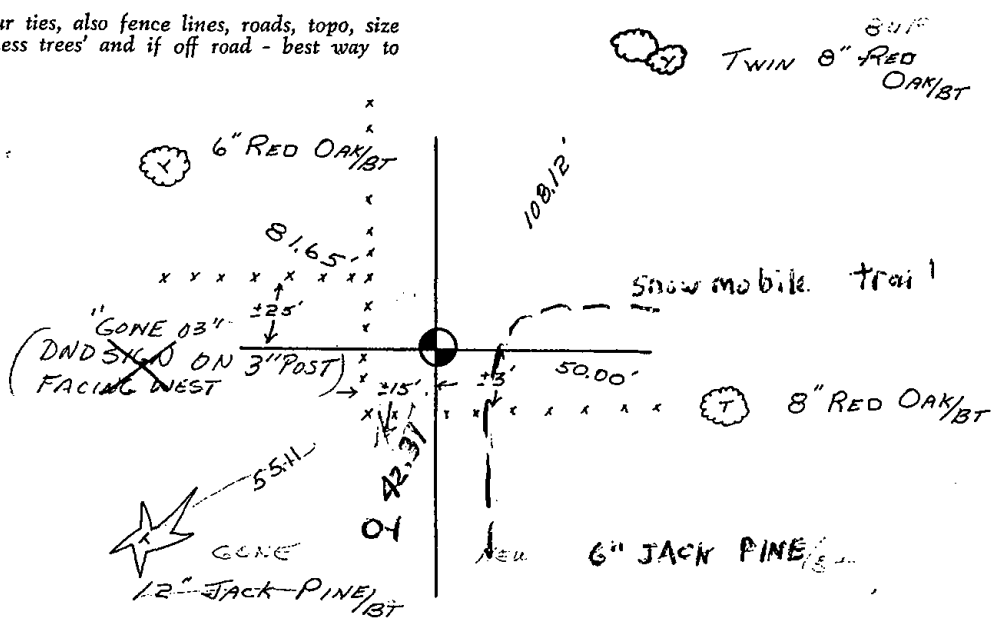 ur ties, also fence lines, roads, topo, size
ess trees' and if off road - best way to
TWIN 8" RED
OAK/BT
6" RED OAK/BT
108.12'
81.65'
snowmobile trail
±25'
"GONE 03"
(DND SIGN ON 3" POST)
FACING WEST
±15'
±3'
50.00'
8" RED OAK/BT
55.11
42.37
04
GONE
12" JACK PINE/BT
NEW
6" JACK PINE